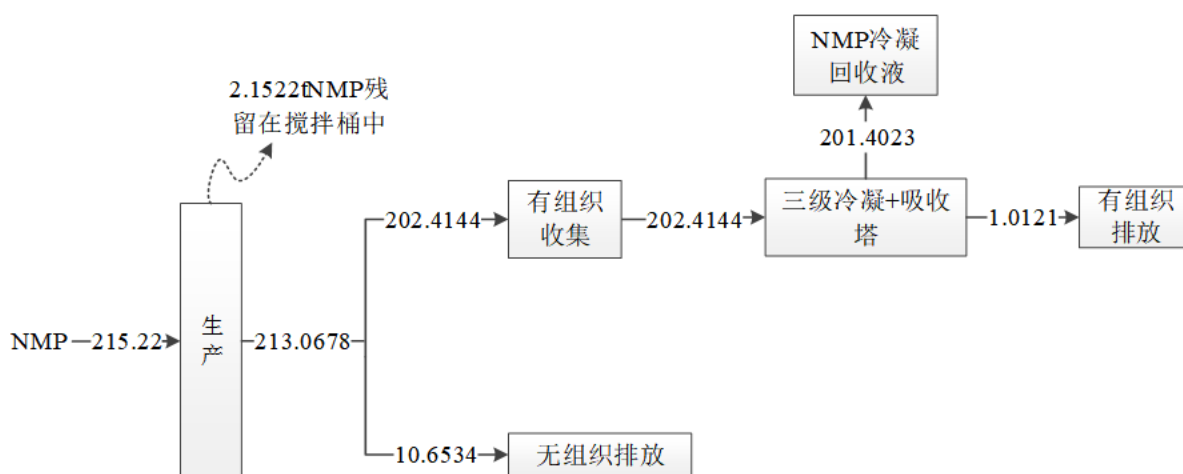 NMP冷凝
回收液
2.1522tNMP残
留在搅拌桶中
201.4023
202.4144
有组织
收集
202.4144
三级冷凝+吸收
塔
1.0121
有组织
排放
NMP
215.22
生
产
213.0678
10.6534
无组织排放